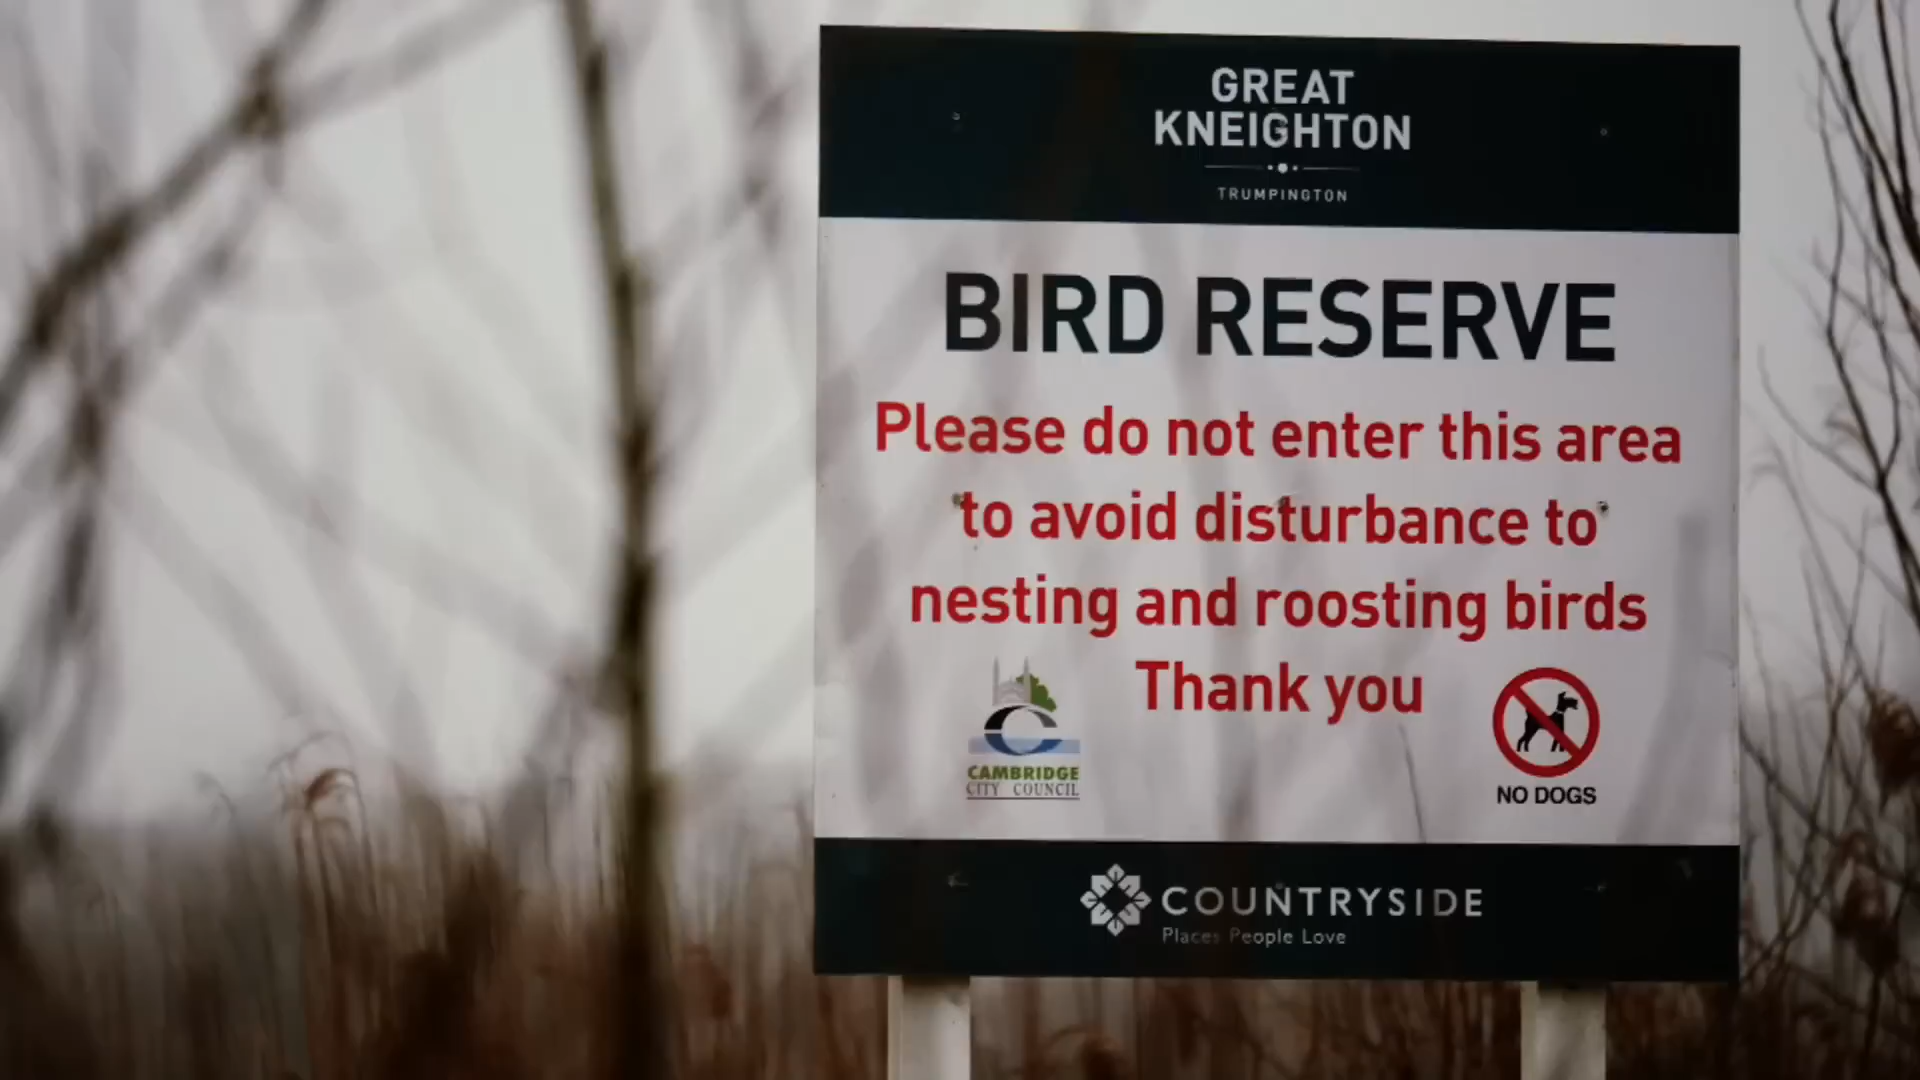 GREAT
KNEIGHTON
TRUMPINGTON
BIRD RESERVE
Please do not enter this area
to avoid disturbance to
nesting and roosting birds
Thank you
CAMBRIDGE
CITY COUNCIL
NO DOGS
COUNTRYSIDE
Places People Love